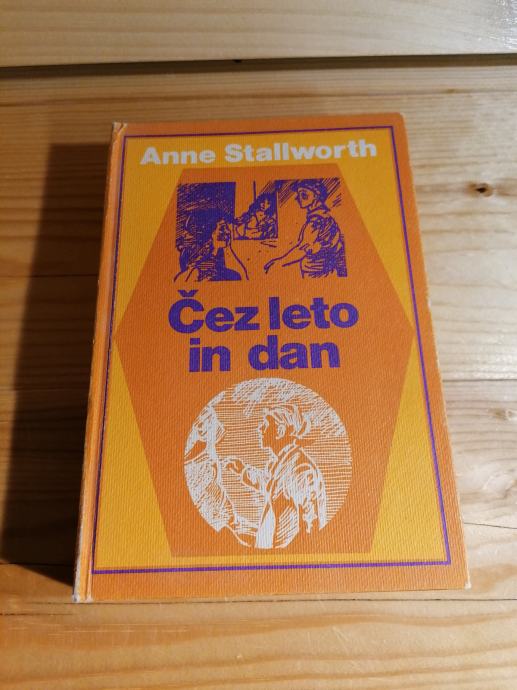 Anne Stallworth
Čez leto
in dan